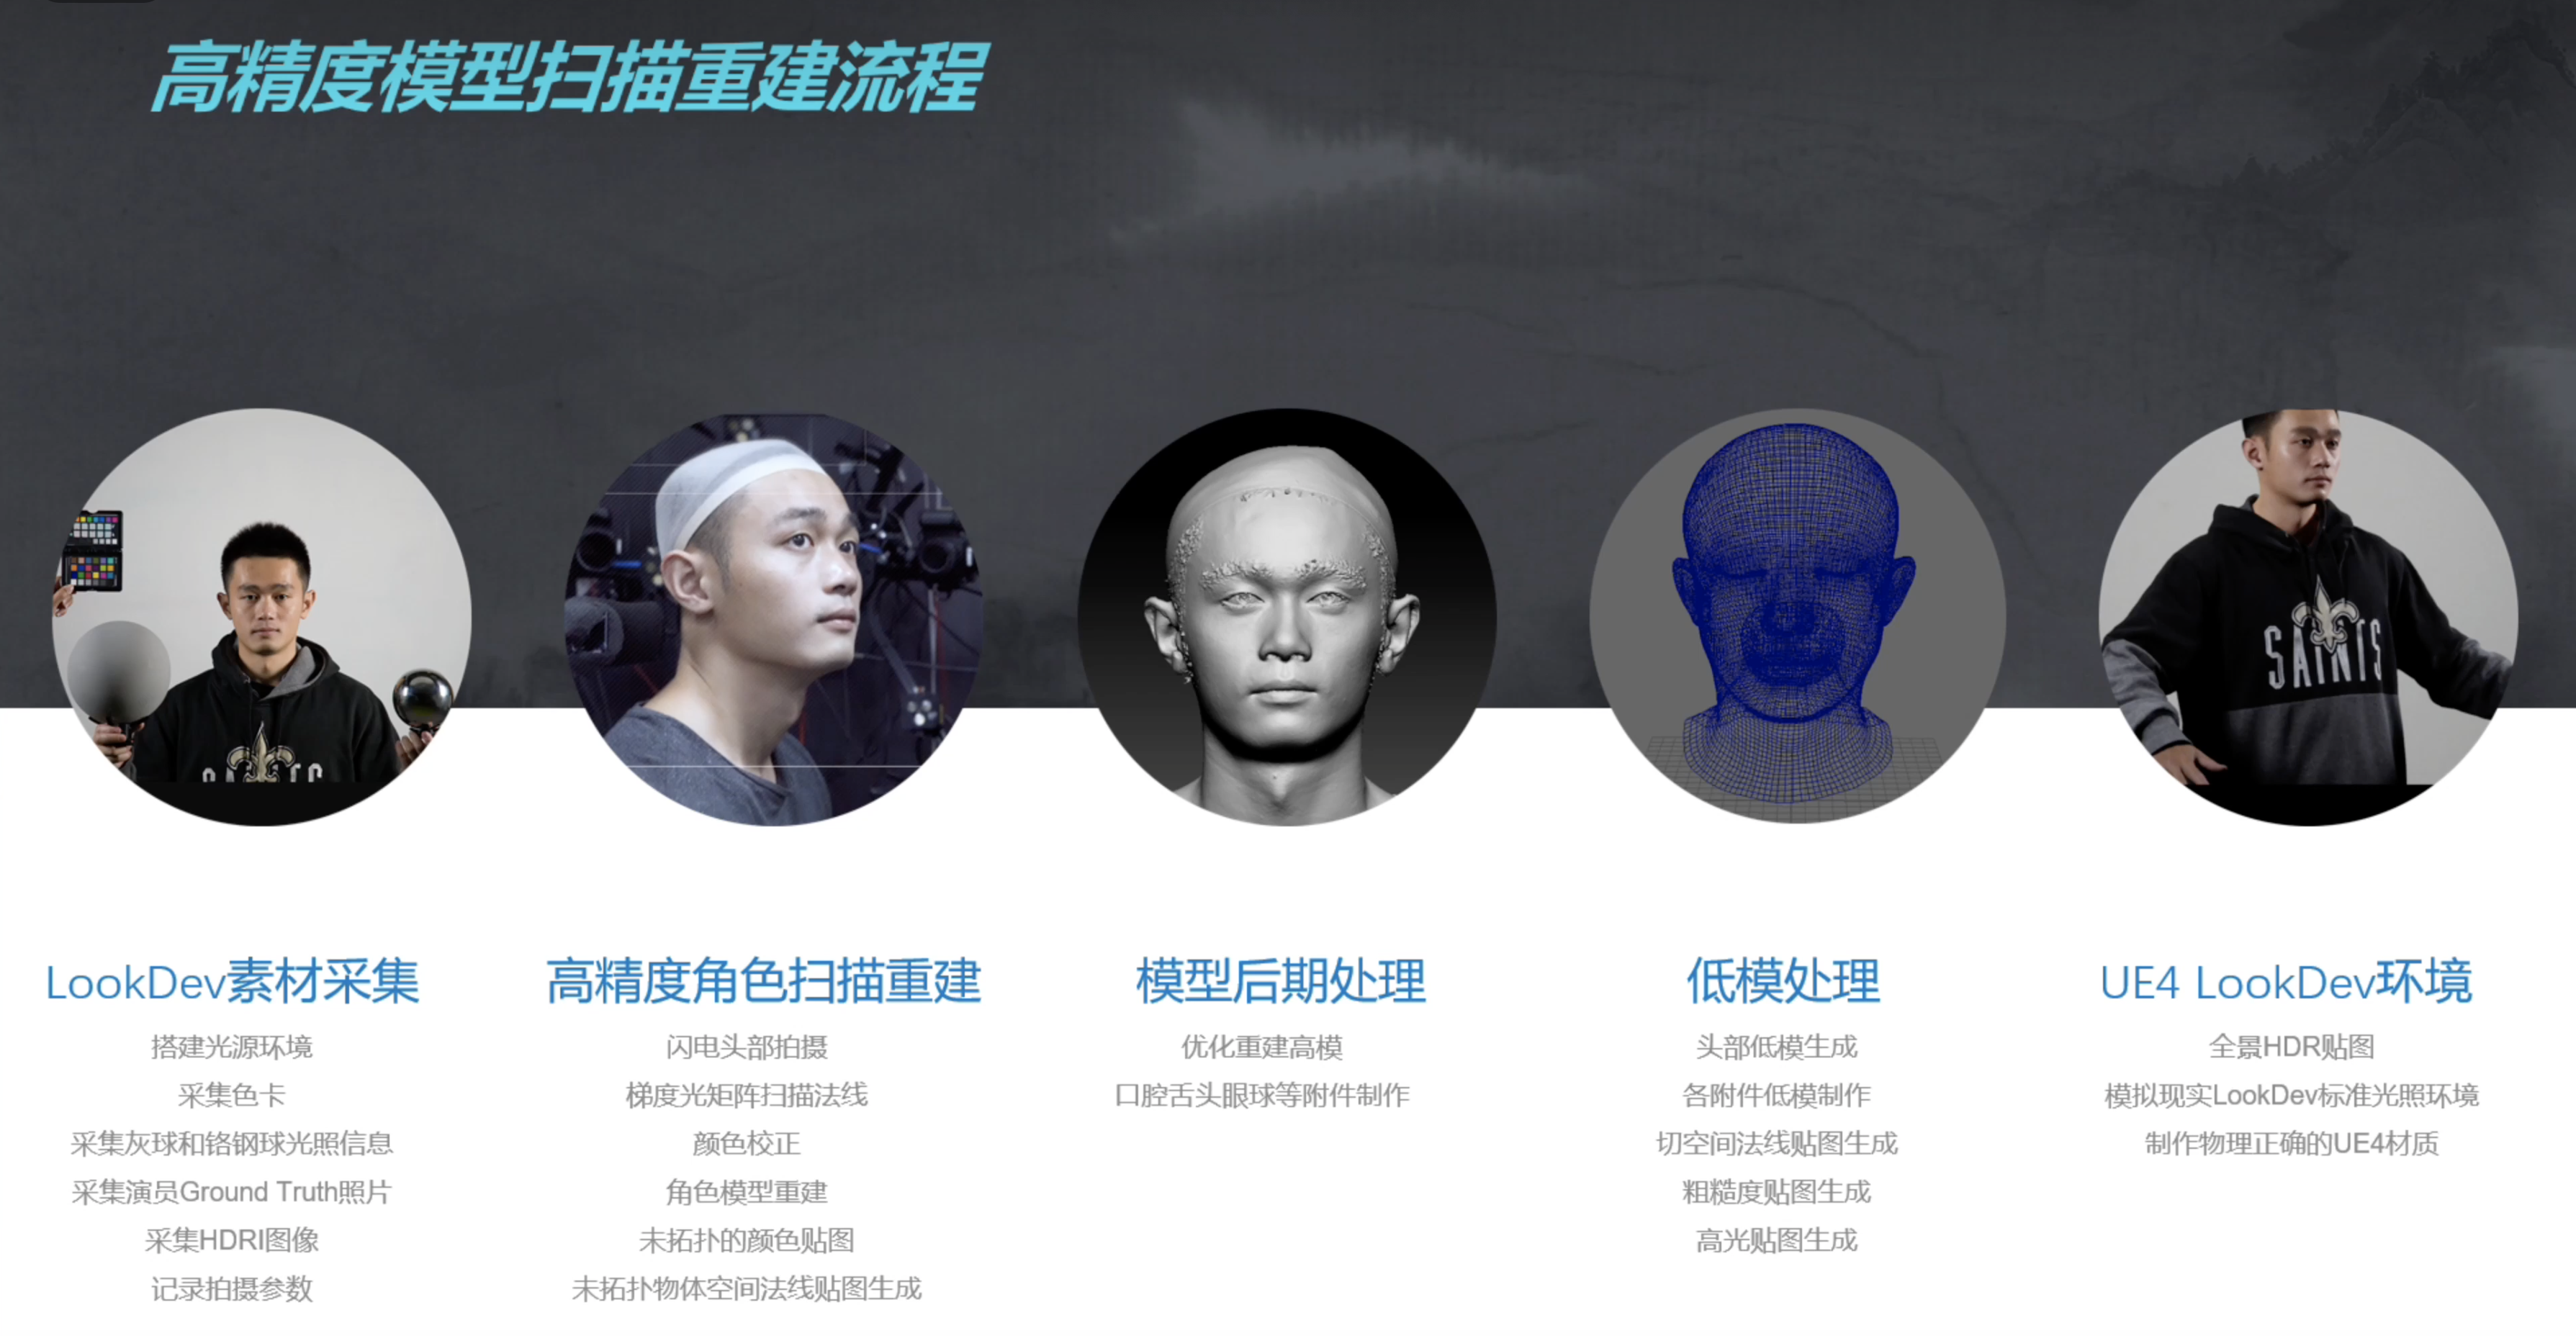 高精度模型扫描重建流程
SAINTS
LookDev素材采集
搭建光源环境
采集色卡
采集灰球和铬钢球光照信息
采集演员Ground Truth照片
采集HDRI图像
记录拍摄参数
高精度角色扫描重建
闪电头部拍摄
梯度光矩阵扫描法线
颜色校正
角色模型重建
未拓扑的颜色贴图
未拓扑物体空间法线贴图生成
模型后期处理
优化重建高模
口腔舌头眼球等附件制作
低模处理
头部低模生成
各附件低模制作
切空间法线贴图生成
粗糙度贴图生成
高光贴图生成
UE4 LookDev环境
全景HDR贴图
模拟现实LookDev标准光照环境
制作物理正确的UE4材质